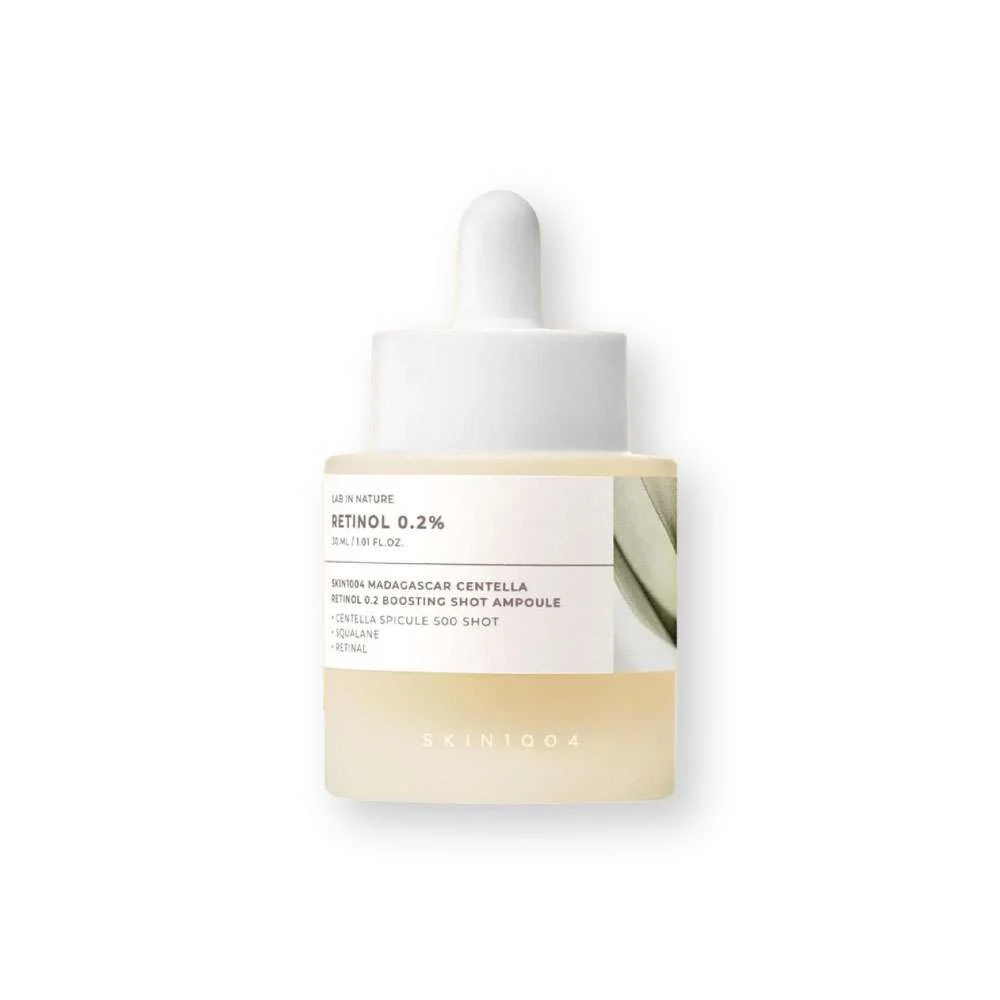 LAB IN NATURE
RETINOL 0.2%
30 ML / 1.01 FL.OZ.
SKIN1004 MADAGASCAR CENTELLA
RETINOL 0.2 BOOSTING SHOT AMPOULE
• CENTELLA SPICULE 500 SHOT
• SQUALANE
• RETINAL
SKIN1004